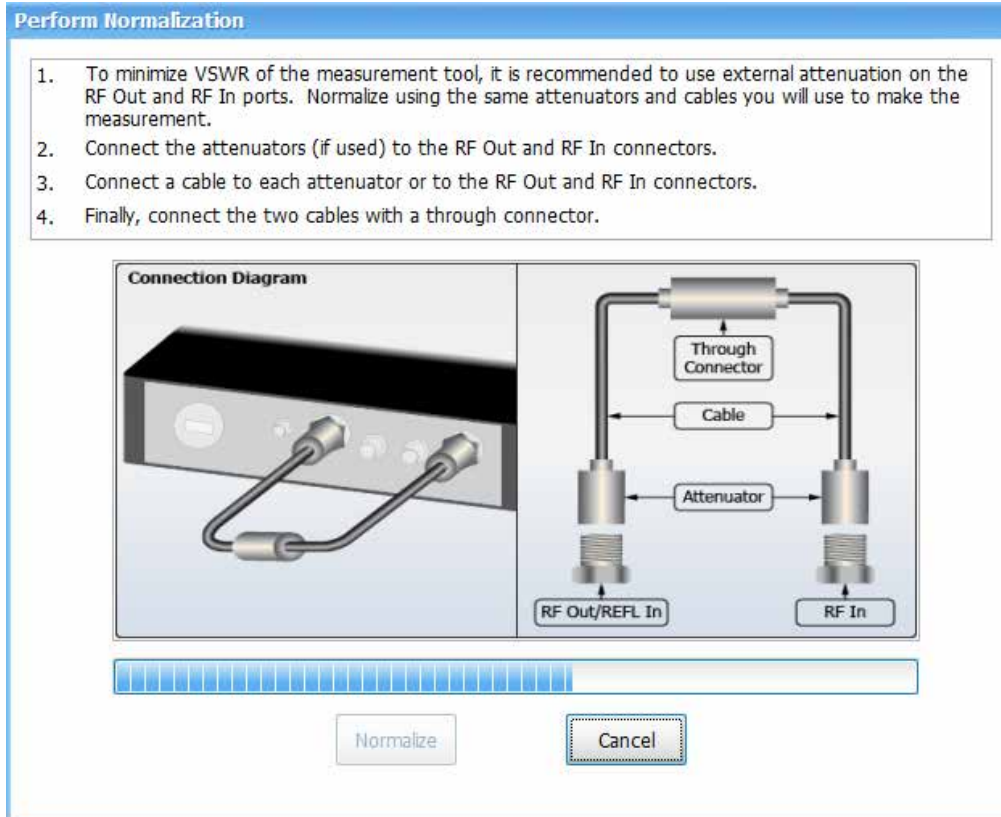 Perform Normalization
1. To minimize VSWR of the measurement tool, it is recommended to use external attenuation on the
RF Out and RF In ports.  Normalize using the same attenuators and cables you will use to make the
measurement.
2. Connect the attenuators (if used) to the RF Out and RF In connectors.
3. Connect a cable to each attenuator or to the RF Out and RF In connectors.
4. Finally, connect the two cables with a through connector.
Connection Diagram
Through
Connector
Cable
Attenuator
RF Out/REFL In
RF In
Normalize
Cancel